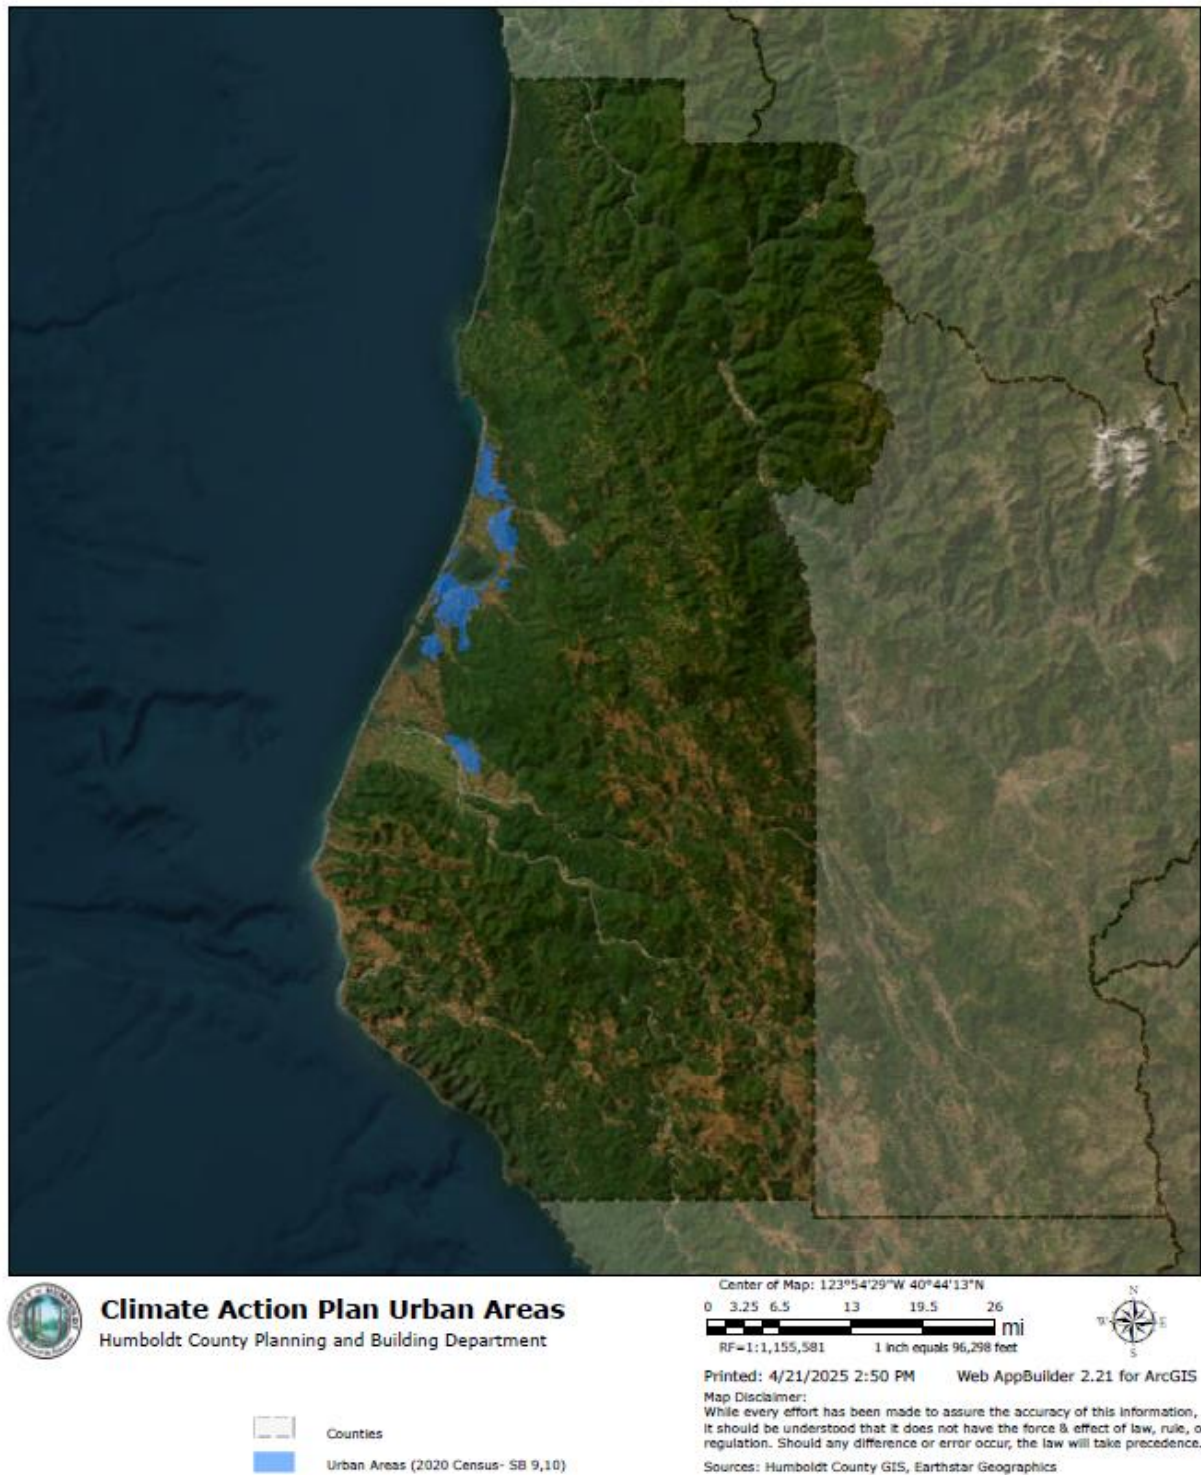 Climate Action Plan Urban Areas
Humboldt County Planning and Building Department
Counties
Urban Areas (2020 Census- SB 9,10)
Center of Map: 123°54'29"W 40°44'13"N
0 3.25 6.5 13 19.5 26
mi
RF=1:1,155,581 1 inch equals 96,298 feet
N
W E
S
Printed: 4/21/2025 2:50 PM Web AppBuilder 2.21 for ArcGIS
Map Disclaimer:
While every effort has been made to assure the accuracy of this information,
it should be understood that it does not have the force & effect of law, rule, o
regulation. Should any difference or error occur, the law will take precedence.
Sources: Humboldt County GIS, Earthstar Geographics